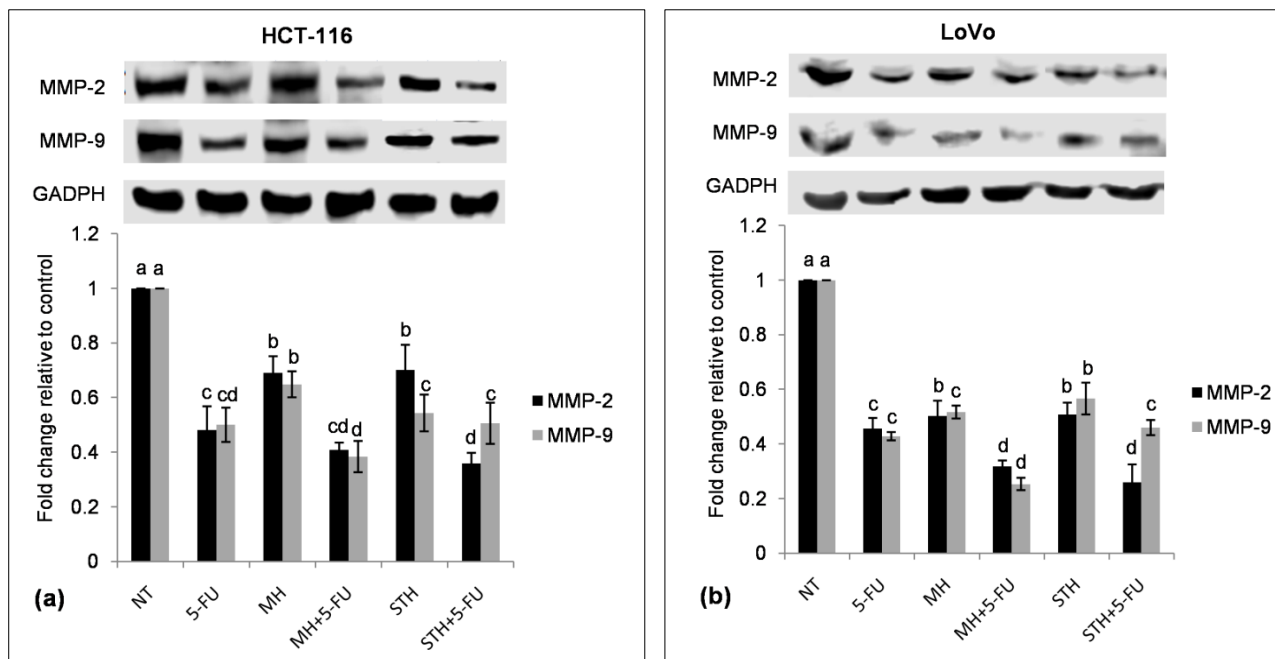 HCT-116
MMP-2
MMP-9
GADPH
Fold change relative to control
1.2
1
0.8
0.6
0.4
0.2
0
a a
c cd
b b
cd d
b c
d c
MMP-2
MMP-9
NT
5-FU
MH
MH+5-FU
STH
STH+5-FU
(a)
LoVo
MMP-2
MMP-9
GADPH
Fold change relative to control
1.2
1
0.8
0.6
0.4
0.2
0
a a
c c
b c
d d
b b
d c
MMP-2
MMP-9
NT
5-FU
MH
MH+5-FU
STH
STH+5-FU
(b)